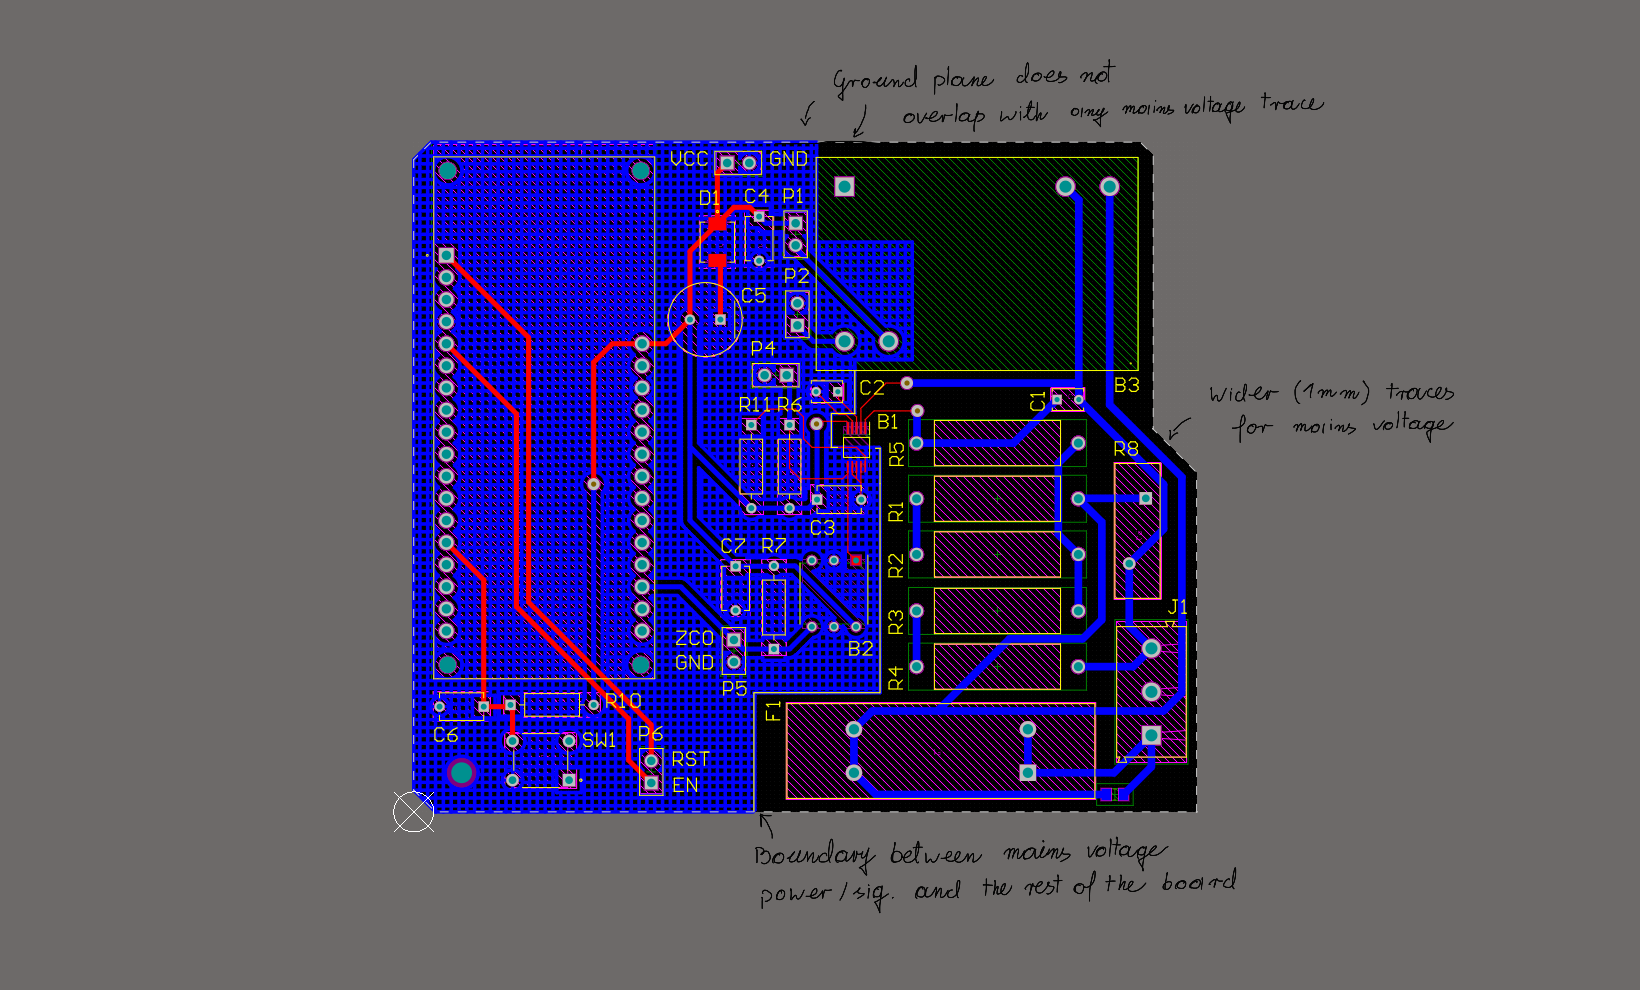 Ground plane does not
overlap with any mains voltage trace
VCC GND
D1 C4 P1
P2
C5
P4
C2
B3
Wider (1mm) traces
for mains voltage
C1
R11 R6
B1
R5
R8
R1
C3
C7 R7
R2
J1
R3
ZCO
GND
B2
P5
R4
R10
F1
C6
SW1
P6
RST
EN
Boundary between mains voltage
power/sig. and the rest of the board